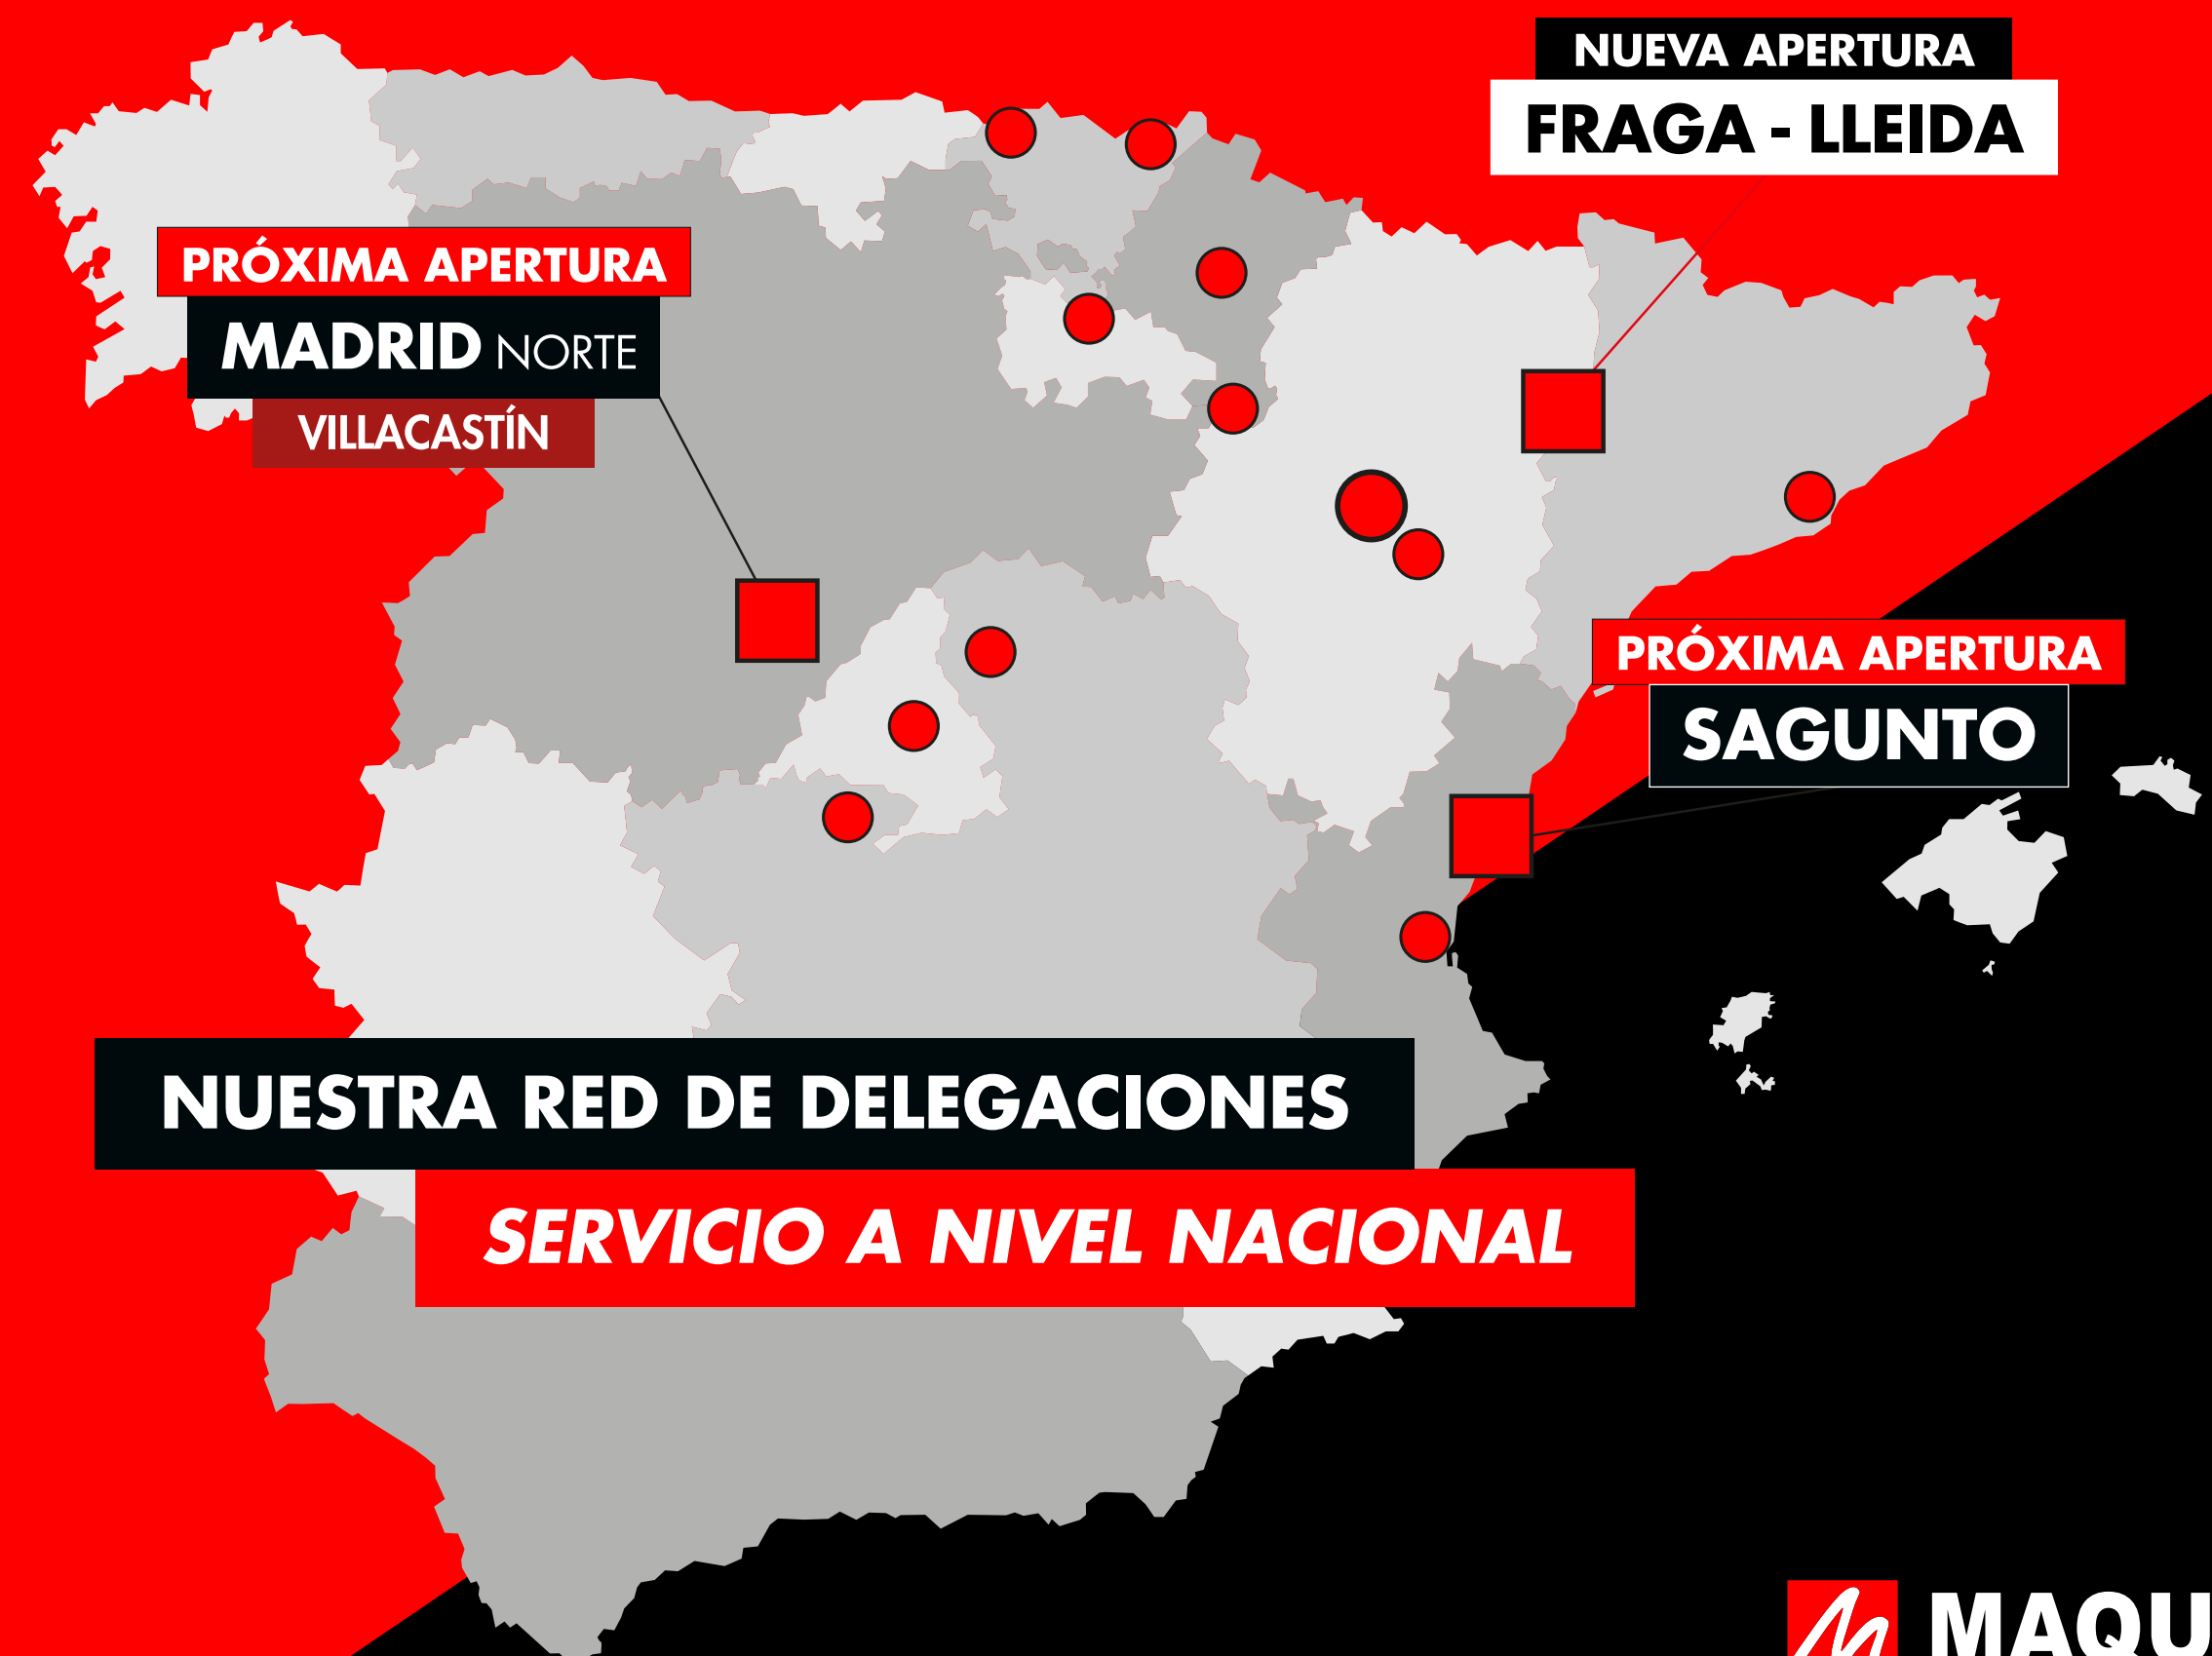 NUEVA APERTURA
FRAGA - LLEIDA
PRÓXIMA APERTURA
MADRID NORTE
VILLACASTÍN
PRÓXIMA APERTURA
SAGUNTO
NUESTRA RED DE DELEGACIONES
SERVICIO A NIVEL NACIONAL
MAQU